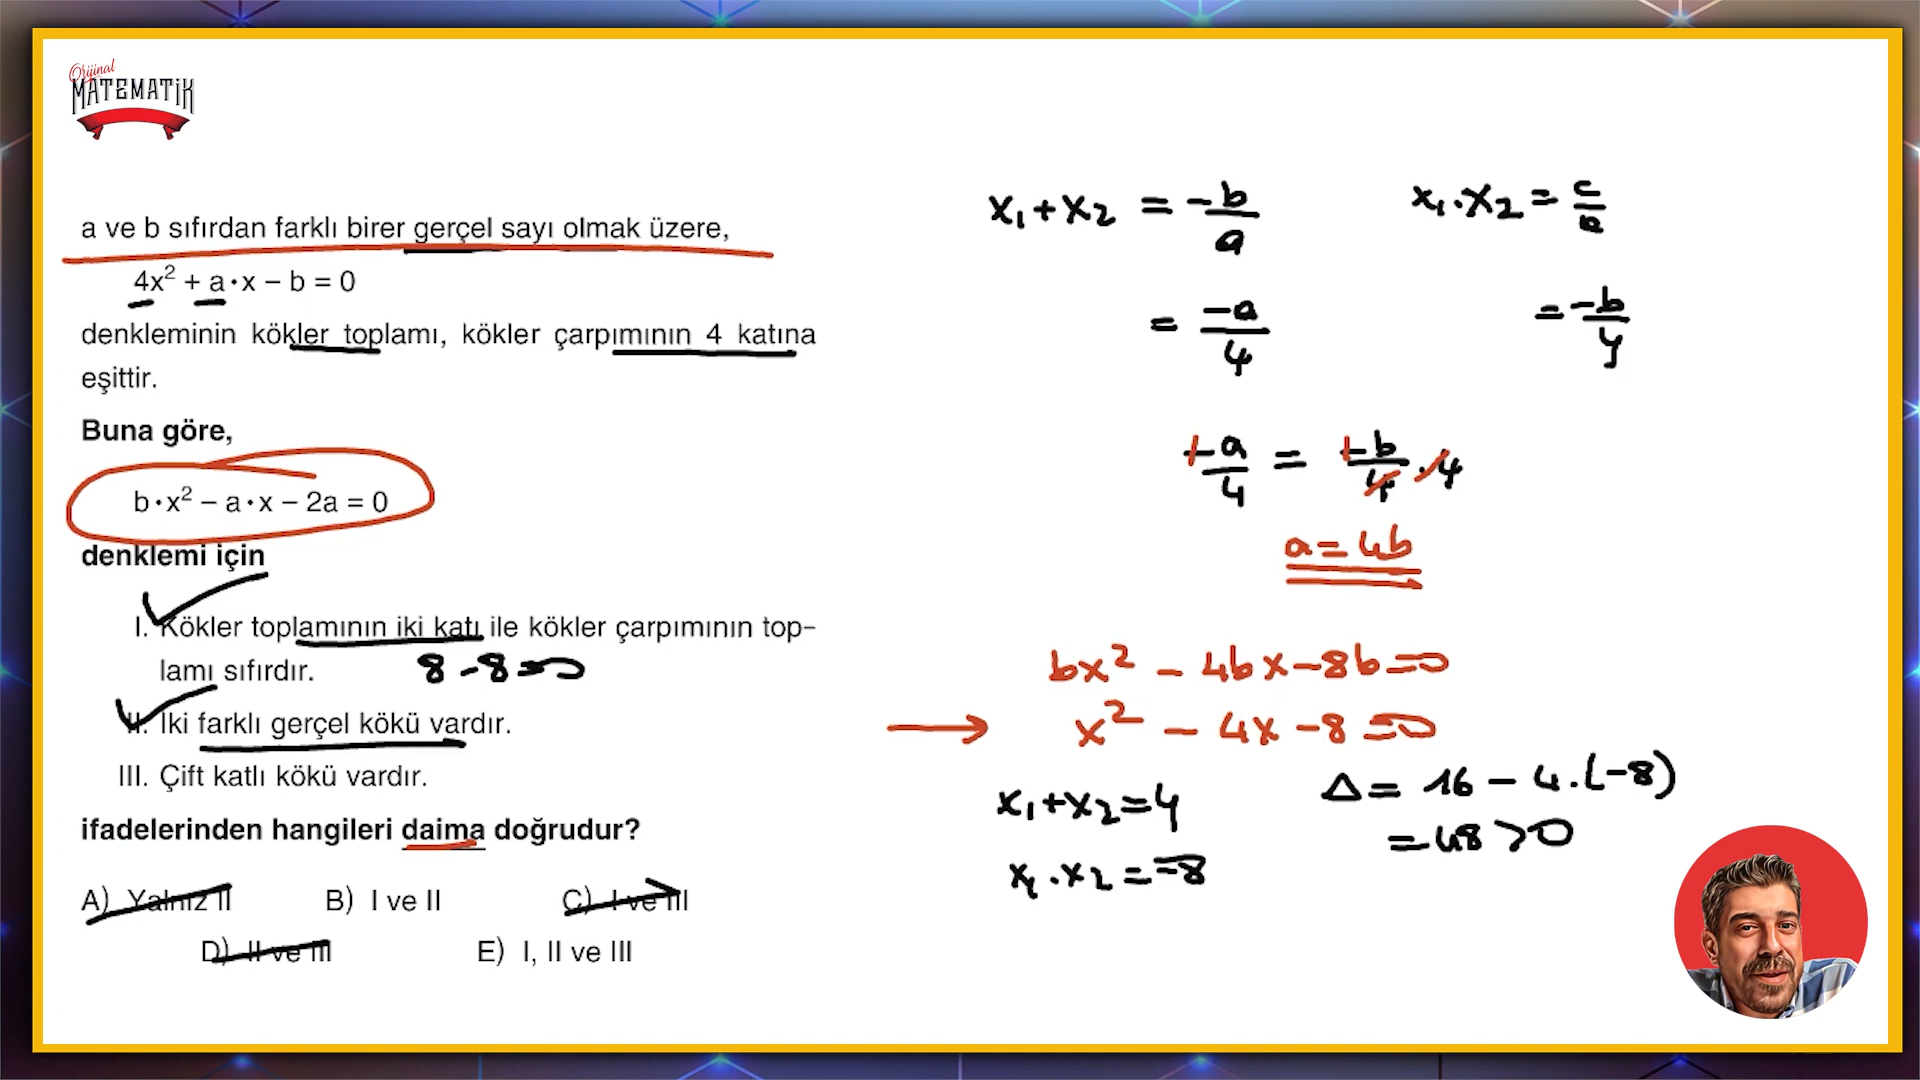 Orijinal
MATEMATİK
a ve b sıfırdan farklı birer gerçel sayı olmak üzere,
4x² + a·x – b = 0
denkleminin kökler toplamı, kökler çarpımının 4 katına
eşittir.
Buna göre,
b·x² – a·x – 2a = 0
denklemi için
I. Kökler toplamının iki katı ile kökler çarpımının top–
lamı sıfırdır.
8 - 8 = 0
II. İki farklı gerçel kökü vardır.
III. Çift katlı kökü vardır.
ifadelerinden hangileri daima doğrudur?
A) Yalnız II B) I ve II C) I ve III
D) II ve III E) I, II ve III
x₁ + x₂ = -b/a
= -a/4
x₁ . x₂ = c/a
= -b/4
-a/4 = -b/4 . 4
a = 4b
bx² - 4bx - 8b = 0
x² - 4x - 8 = 0
x₁ + x₂ = 4
x₁ . x₂ = -8
Δ = 16 - 4.(-8)
= 48 > 0